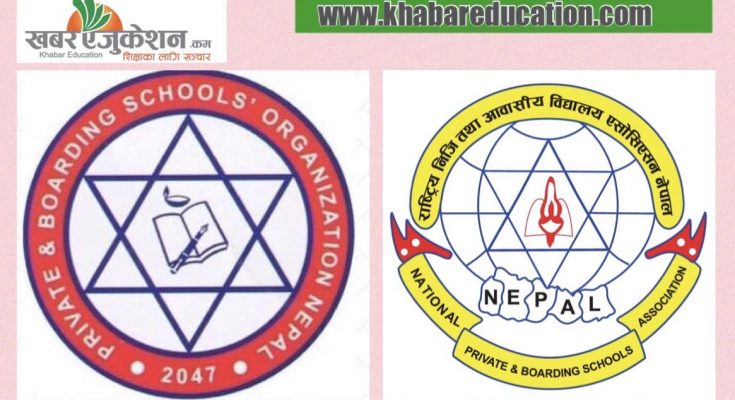 खबर एजुकेशन.कम
Khabar Education
शिक्षाका लागि सञ्चार
www.khabareducation.com
PRIVATE & BOARDING SCHOOLS' ORGANIZATION NEPAL
• 2047 •
राष्ट्रिय निजि तथा आवासीय विद्यालय एसोसिएसन नेपाल
NEPAL
NATIONAL PRIVATE & BOARDING SCHOOLS ASSOCIATION